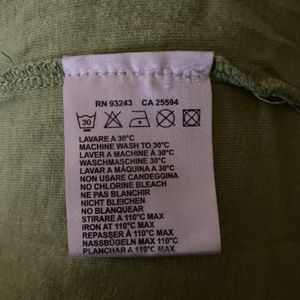 RN 93243 CA 25594
30
LAVARE A 30°C
MACHINE WASH TO 30°C
LAVER A MACHINE À 30°C
WASCHMASCHINE 30°C
LAVAR A MÁQUINA A 30°C
NON USARE CANDEGGINA
NO CHLORINE BLEACH
NE PAS BLANCHIR
NICHT BLEICHEN
NO BLANQUEAR
STIRARE À 110°C MAX
IRON AT 110°C MAX
REPASSER À 110°C MAX
NASSBÜGELN MAX 110°C
PLANCHAR A 110°C MAX